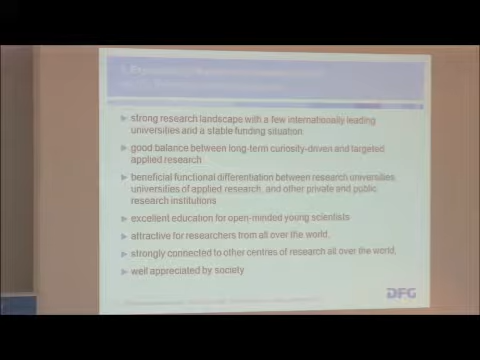 strong research landscape with a few internationally leading
universities and a stable funding situation
good balance between long-term curiosity-driven and targeted
applied research
beneficial functional differentiation between research universities,
universities of applied research, and other private and public
research institutions
excellent education for open-minded young scientists
attractive for researchers from all over the world,
strongly connected to other centres of research all over the world,
well appreciated by society
DFG